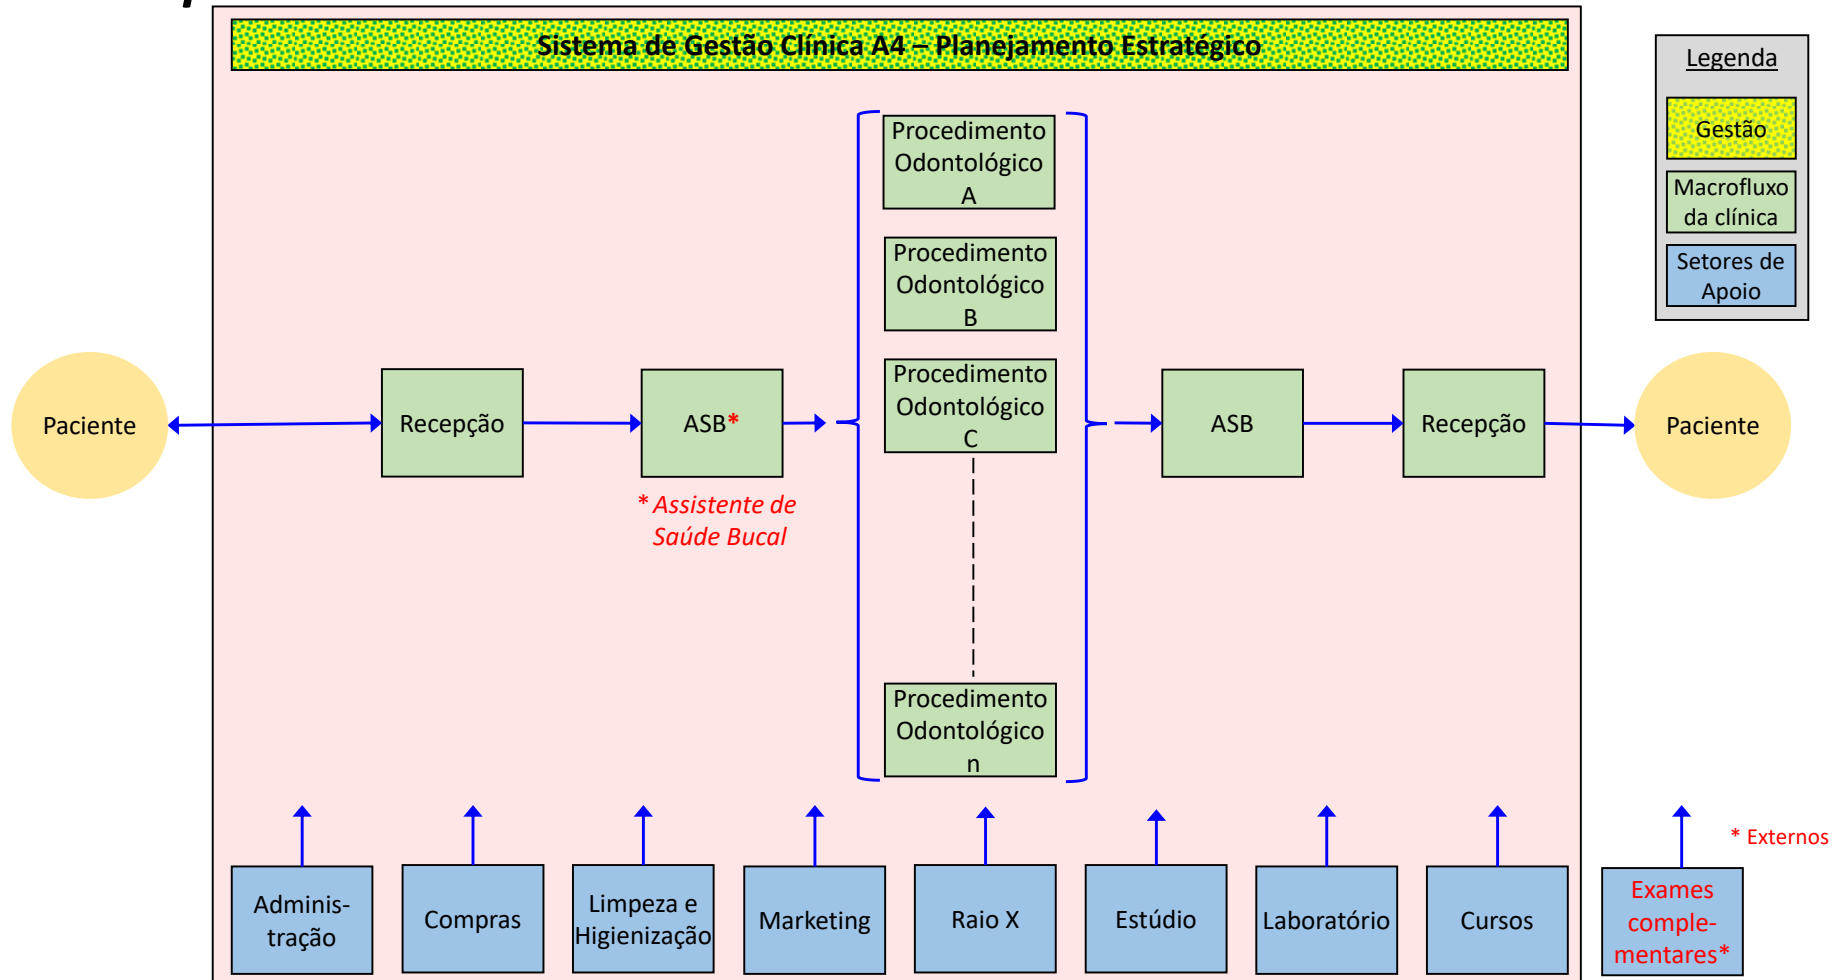 Sistema de Gestão Clínica A4 – Planejamento Estratégico
Legenda
Gestão
Macrofluxo
da clínica
Setores de
Apoio
Procedimento
Odontológico
A
Procedimento
Odontológico
B
Procedimento
Odontológico
C
Procedimento
Odontológico
n
Paciente
Recepção
ASB*
* Assistente de
Saúde Bucal
ASB
Recepção
Paciente
Adminis-
tração
Compras
Limpeza e
Higienização
Marketing
Raio X
Estúdio
Laboratório
Cursos
* Externos
Exames
comple-
mentares*